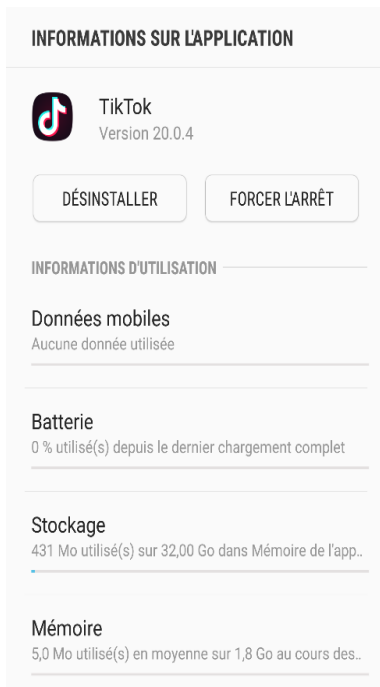 INFORMATIONS SUR L'APPLICATION
TikTok
Version 20.0.4
DÉSINSTALLER
FORCER L'ARRÊT
INFORMATIONS D'UTILISATION
Données mobiles
Aucune donnée utilisée
Batterie
0 % utilisé(s) depuis le dernier chargement complet
Stockage
431 Mo utilisé(s) sur 32,00 Go dans Mémoire de l'app..
Mémoire
5,0 Mo utilisé(s) en moyenne sur 1,8 Go au cours des..